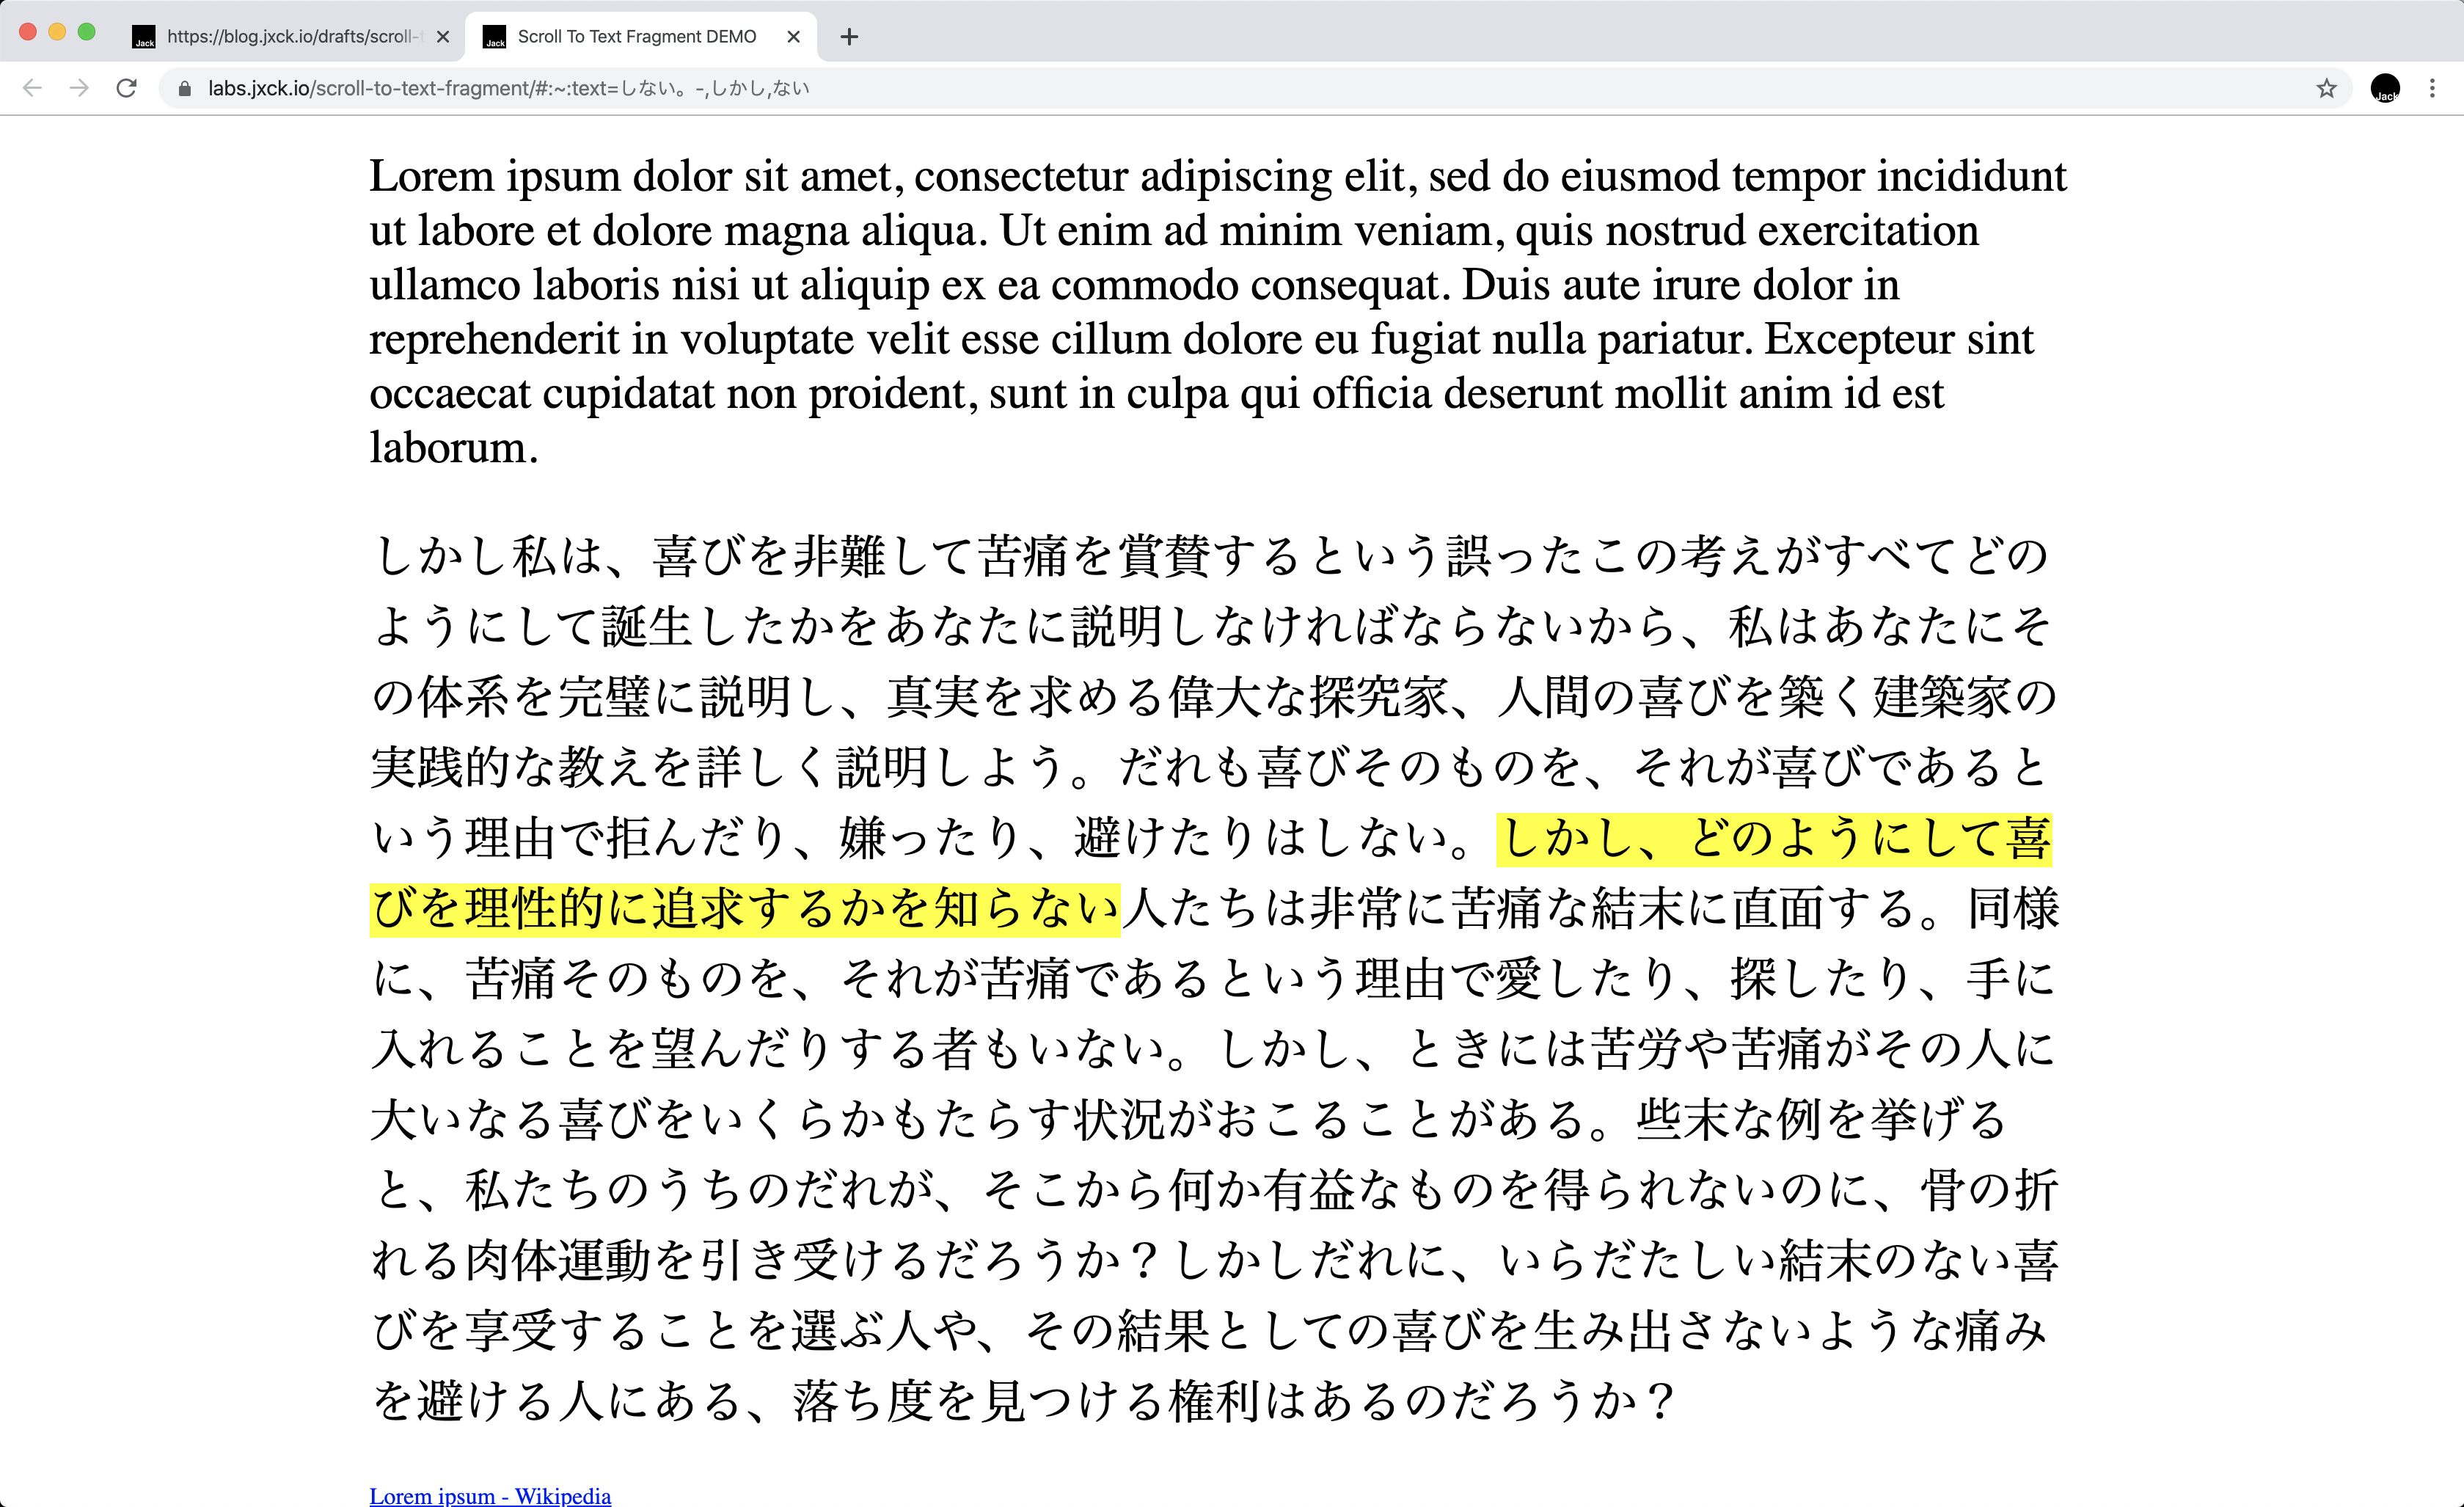 Jack https://blog.jxck.io/drafts/scroll-
Jack Scroll To Text Fragment DEMO
labs.jxck.io/scroll-to-text-fragment/#:~:text=しない。-,しかし,ない
Jack
Lorem ipsum dolor sit amet, consectetur adipiscing elit, sed do eiusmod tempor incididunt
ut labore et dolore magna aliqua. Ut enim ad minim veniam, quis nostrud exercitation
ullamco laboris nisi ut aliquip ex ea commodo consequat. Duis aute irure dolor in
reprehenderit in voluptate velit esse cillum dolore eu fugiat nulla pariatur. Excepteur sint
occaecat cupidatat non proident, sunt in culpa qui officia deserunt mollit anim id est
laborum.
しかし私は、喜びを非難して苦痛を賞賛するという誤ったこの考えがすべてどの
ようにして誕生したかをあなたに説明しなければならないから、私はあなたにそ
の体系を完璧に説明し、真実を求める偉大な探究家、人間の喜びを築く建築家の
実践的な教えを詳しく説明しよう。だれも喜びそのものを、それが喜びであると
いう理由で拒んだり、嫌ったり、避けたりはしない。しかし、どのようにして喜
びを理性的に追求するかを知らない人たちは非常に苦痛な結末に直面する。同様
に、苦痛そのものを、それが苦痛であるという理由で愛したり、探したり、手に
入れることを望んだりする者もいない。しかし、ときには苦労や苦痛がその人に
大いなる喜びをいくらかもたらす状況がおこることがある。些末な例を挙げる
と、私たちのうちのだれが、そこから何か有益なものを得られないのに、骨の折
れる肉体運動を引き受けるだろうか？しかしだれに、いらだたしい結末のない喜
びを享受することを選ぶ人や、その結果としての喜びを生み出さないような痛み
を避ける人にある、落ち度を見つける権利はあるのだろうか？
Lorem ipsum - Wikipedia